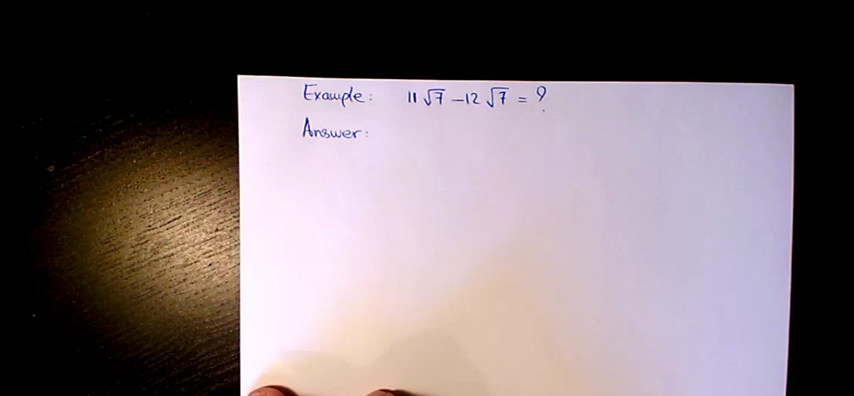 Example: 11√7 – 12√7 = ?
Answer: